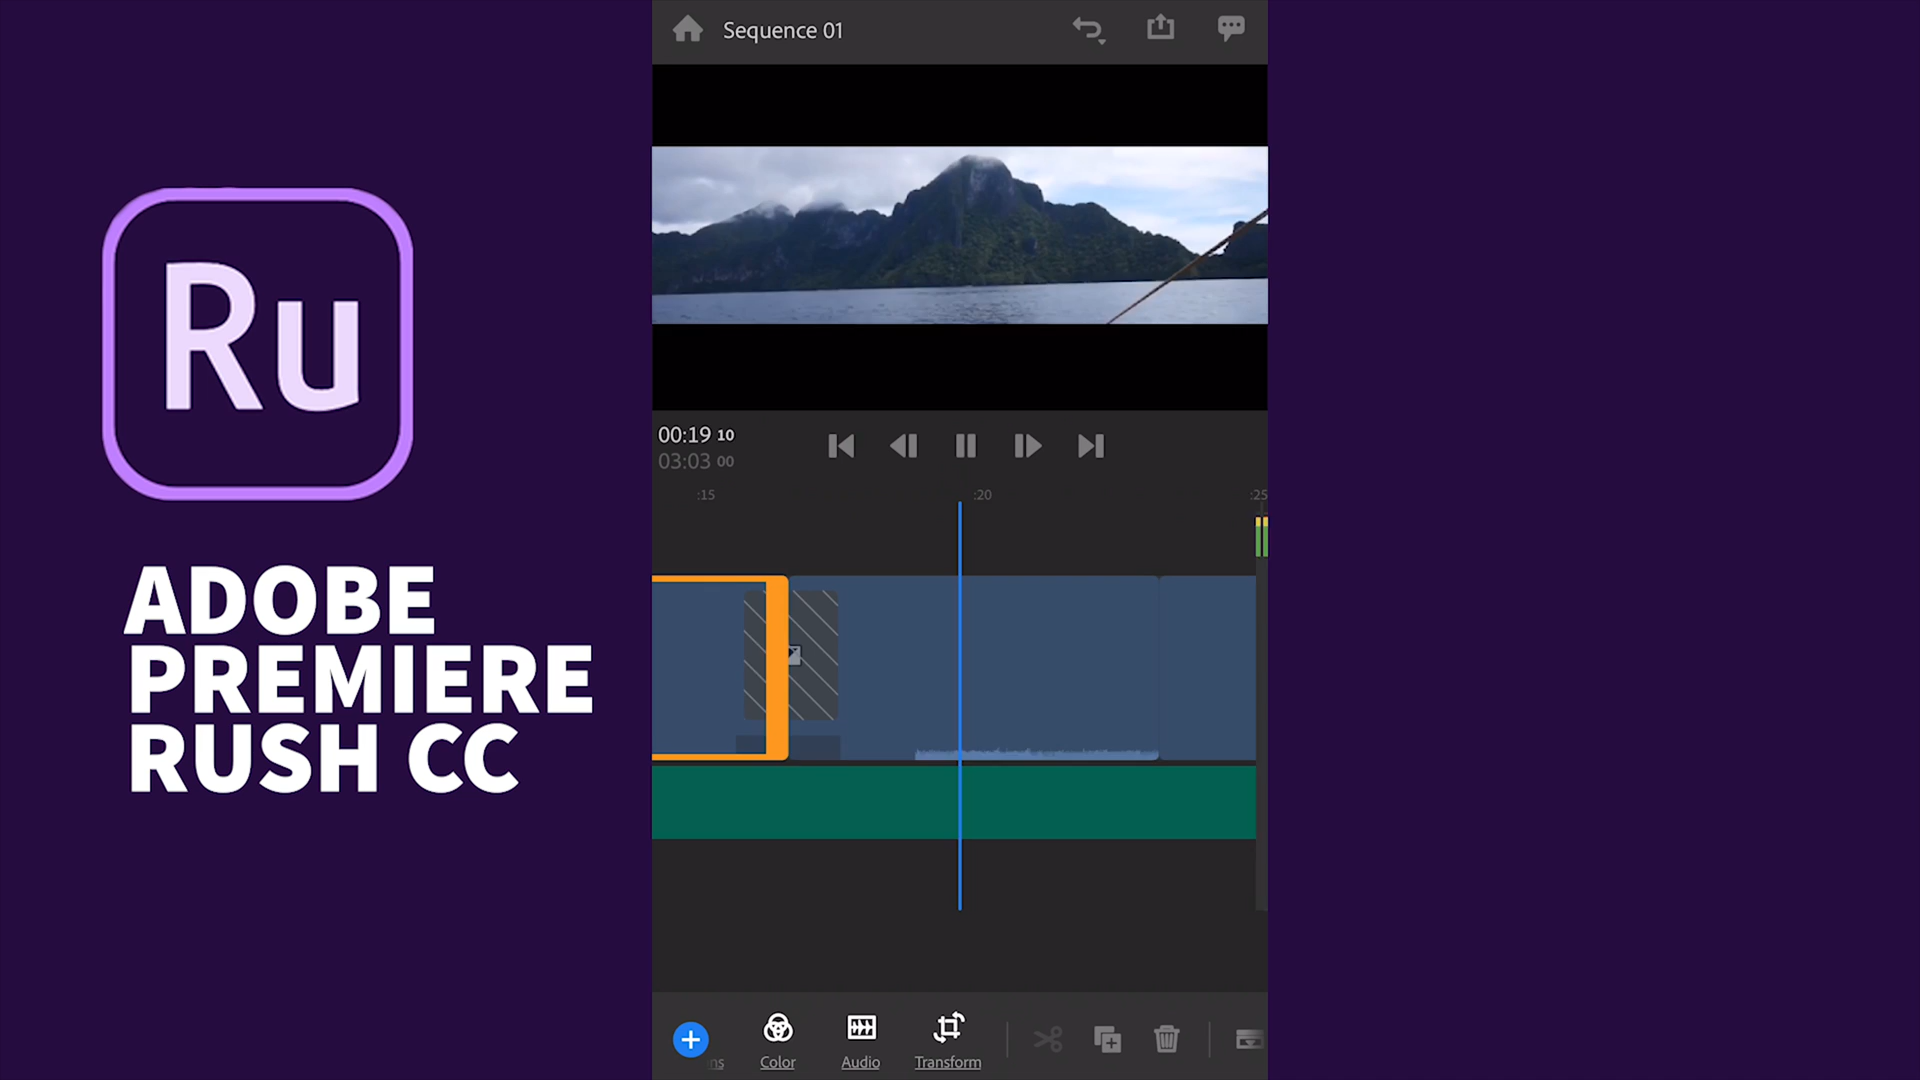 Ru
ADOBE
PREMIERE
RUSH CC
Sequence 01
00:19 10
03:03 00
:15
:20
:25
ns
Color
Audio
Transform